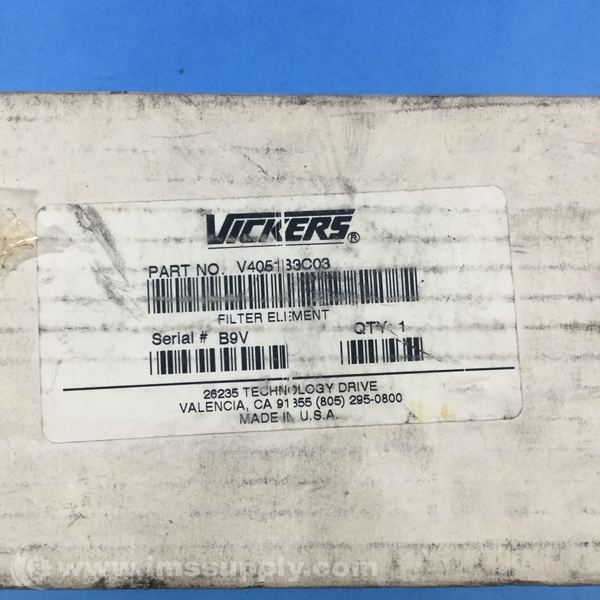 VICKERS®
PART NO. V4051B3C03
FILTER ELEMENT
Serial # B9V QTY 1
26235 TECHNOLOGY DRIVE
VALENCIA, CA 91355 (805) 295-0800
MADE IN U.S.A.
© www.imssupply.com